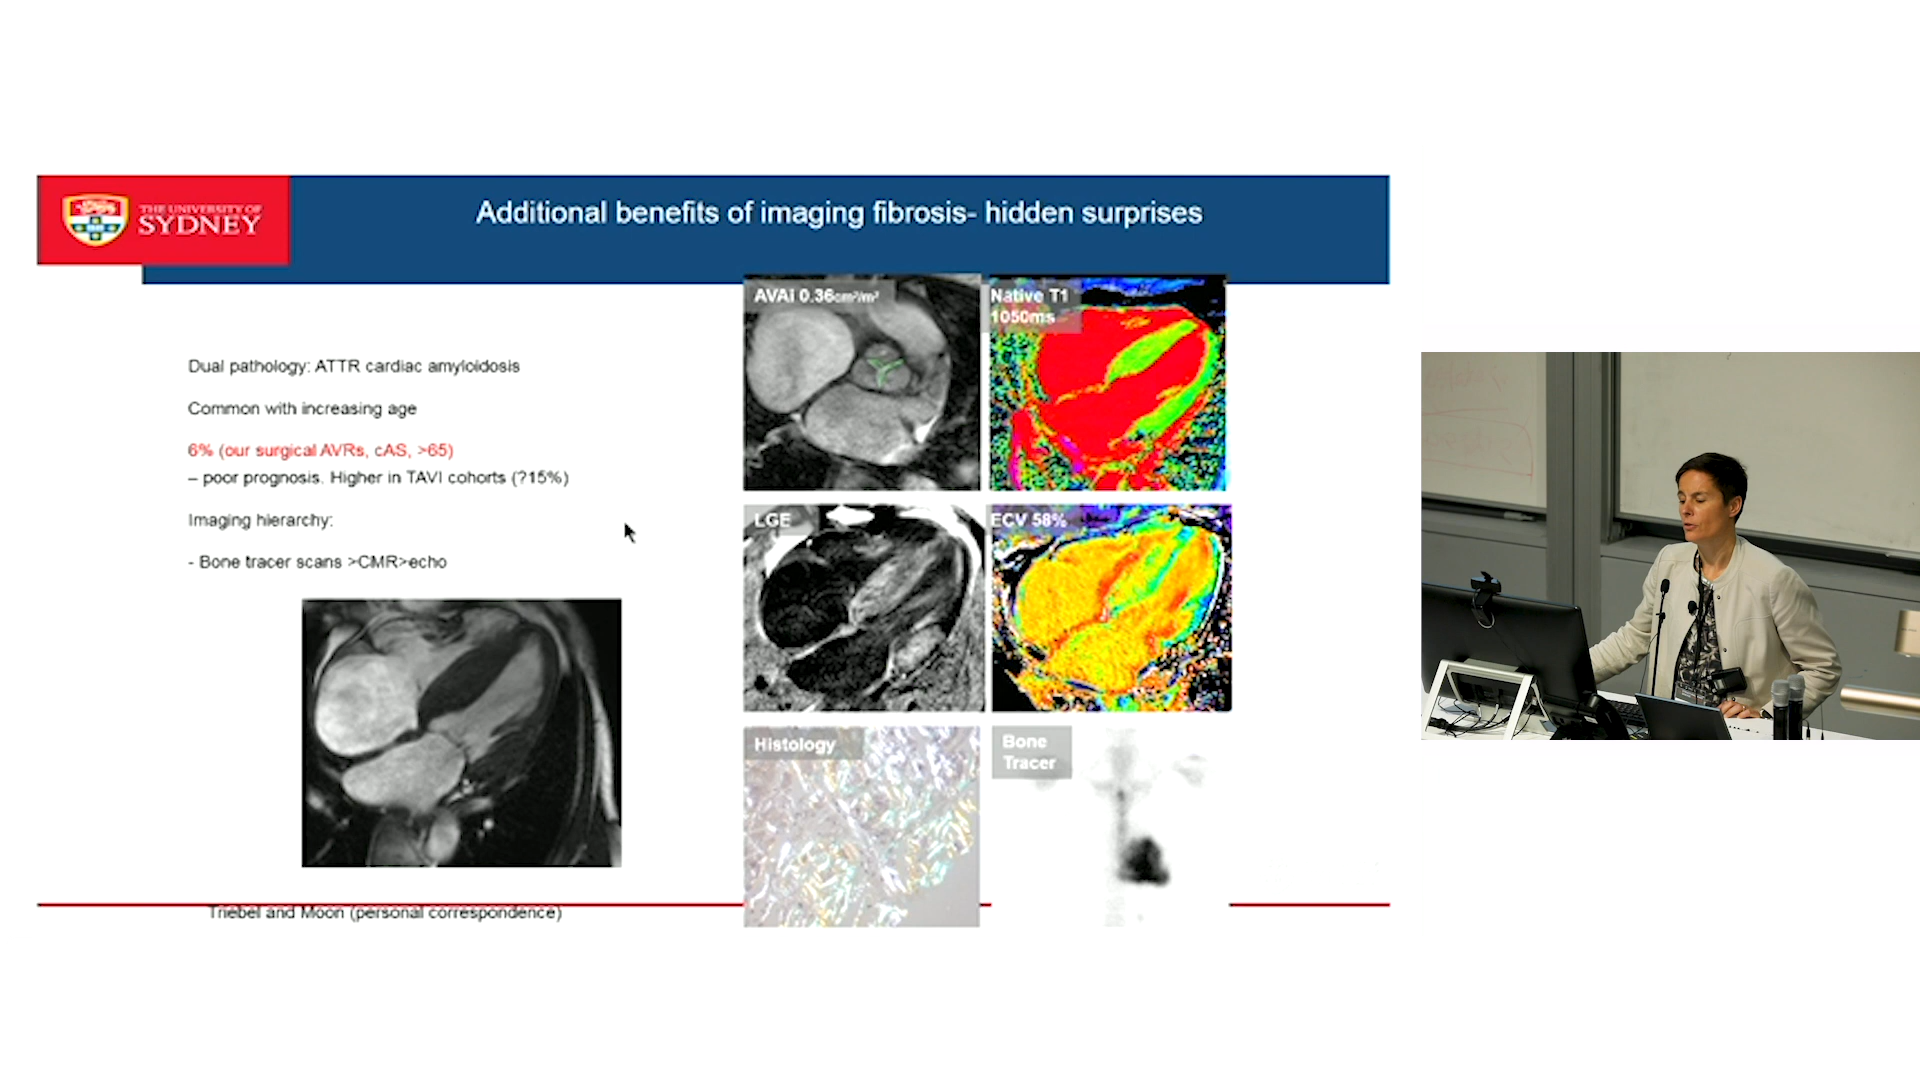 THE UNIVERSITY OF
SYDNEY
Additional benefits of imaging fibrosis- hidden surprises
Dual pathology: ATTR cardiac amyloidosis
Common with increasing age
6% (our surgical AVRs, cAS, >65)
– poor prognosis. Higher in TAVI cohorts (?15%)
Imaging hierarchy:
- Bone tracer scans >CMR>echo
AVAi 0.36cm²/m²
Native T1
1050ms
LGE
ECV 58%
Histology
Bone
Tracer
Triebel and Moon (personal correspondence)